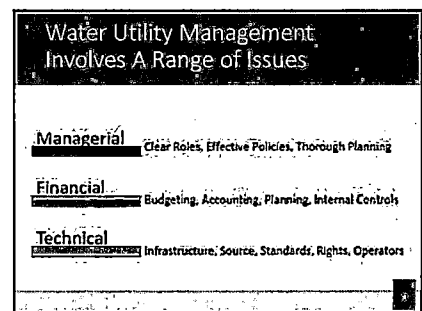 Water Utility Management
Involves A Range of Issues
Managerial
Clear Roles, Effective Policies, Thorough Planning
Financial
Budgeting, Accounting, Planning, Internal Controls
Technical
Infrastructure, Source, Standards, Rights, Operators